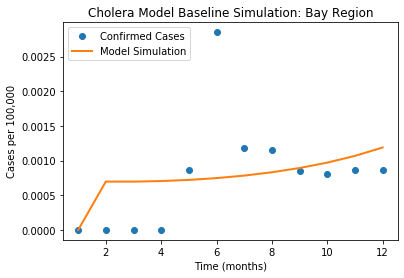 Cholera Model Baseline Simulation: Bay Region
Confirmed Cases
Model Simulation
Cases per 100,000
0.0025
0.0020
0.0015
0.0010
0.0005
0.0000
2 4 6 8 10 12
Time (months)